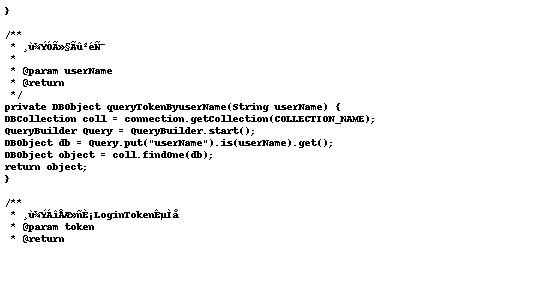 }
/**
* ¸ù¾ÝÓÃ»§Ãû²éÑ¯
*
* @param userName
* @return
*/
private DBObject queryTokenByuserName(String userName) {
DBCollection coll = connection.getCollection(COLLECTION_NAME);
QueryBuilder Query = QueryBuilder.start();
DBObject db = Query.put("userName").is(userName).get();
DBObject object = coll.findOne(db);
return object;
}
/**
* ¸ù¾ÝÁîÅÆ»ñÈ¡LoginTokenÊµÌå
* @param token
* @return